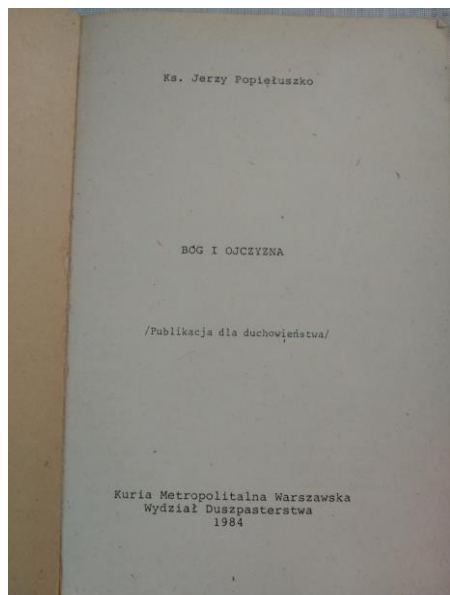 Ks. Jerzy Popiełuszko
BÓG I OJCZYZNA
/Publikacja dla duchowieństwa/
Kuria Metropolitalna Warszawska
Wydział Duszpasterstwa
1984